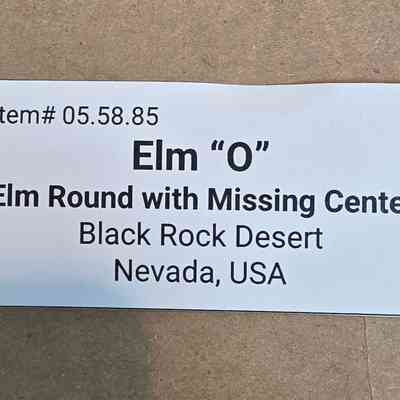 tem# 05.58.85
Elm “O”
Elm Round with Missing Cente
Black Rock Desert
Nevada, USA